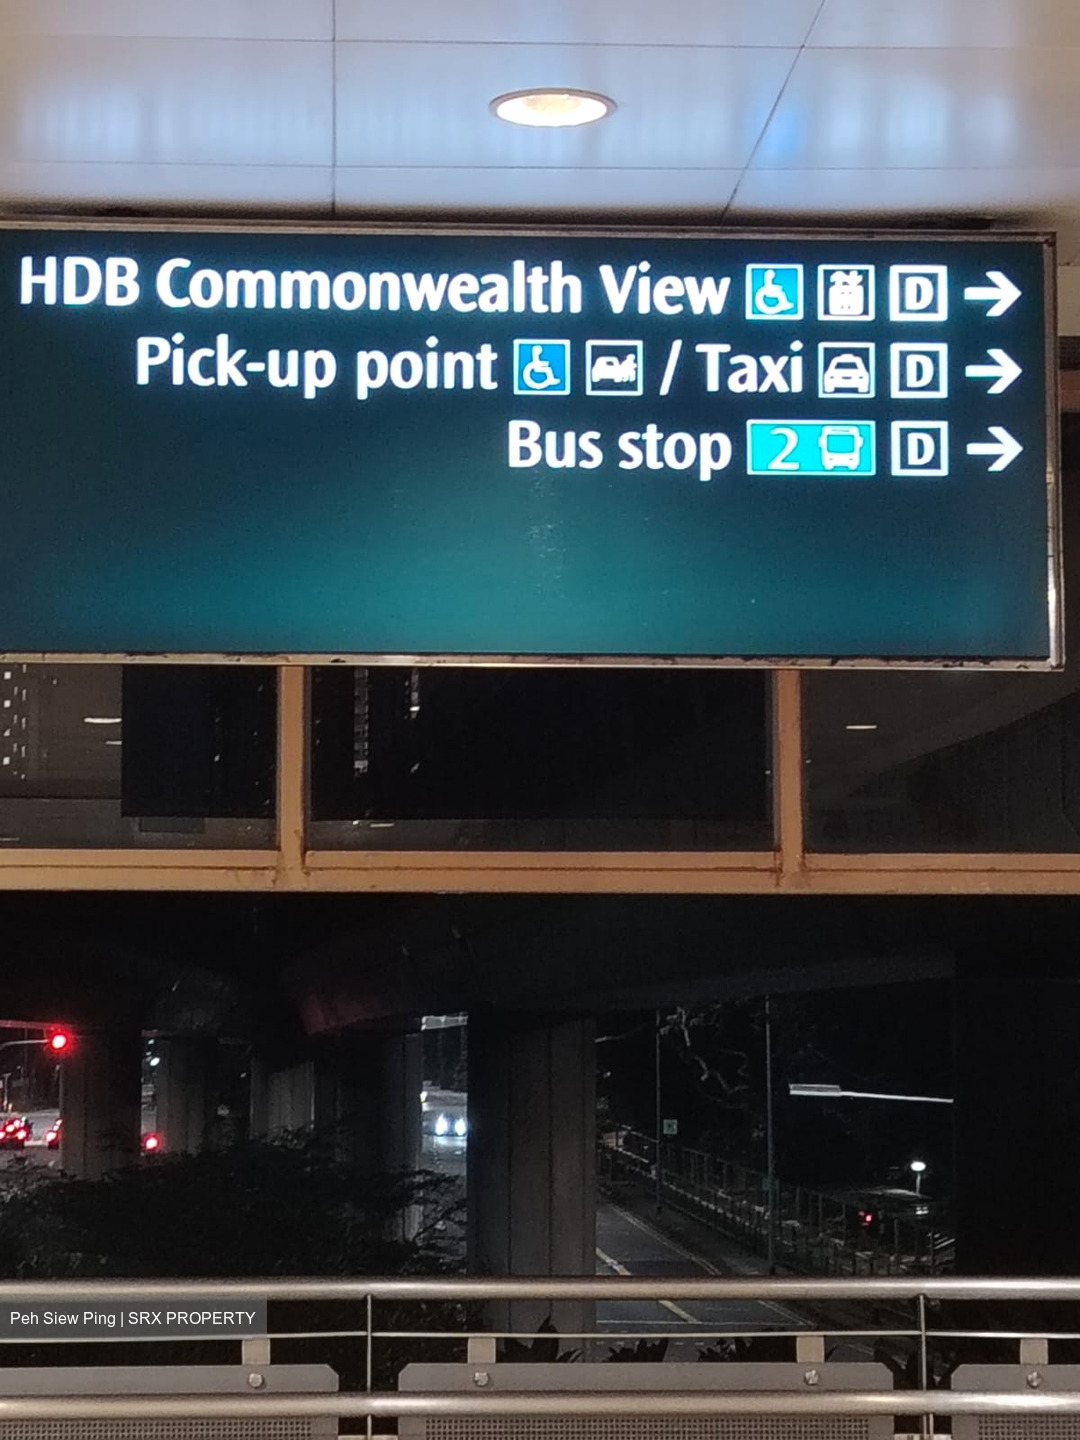 HDB Commonwealth View D
Pick-up point / Taxi D
Bus stop 2 D
Peh Siew Ping | SRX PROPERTY